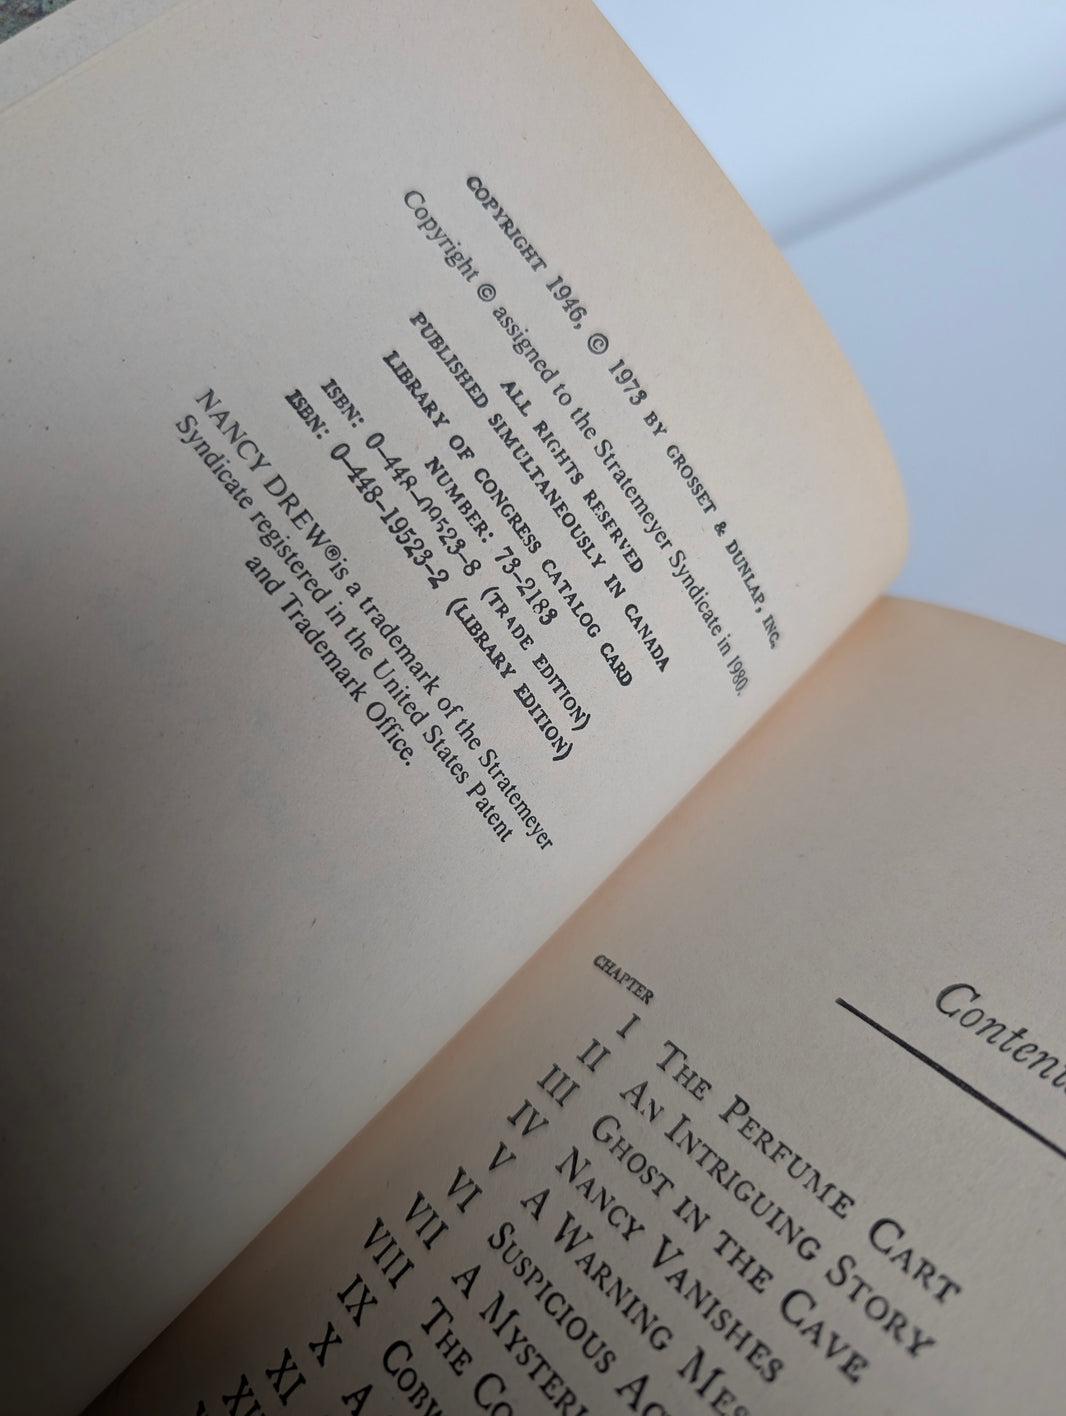 COPYRIGHT 1946, © 1973 BY GROSSET & DUNLAP, INC.
Copyright © assigned to the Stratemeyer Syndicate in 1980.
ALL RIGHTS RESERVED
PUBLISHED SIMULTANEOUSLY IN CANADA
LIBRARY OF CONGRESS CATALOG CARD
NUMBER: 73-2183
ISBN: 0-448-09523-8 (TRADE EDITION)
ISBN: 0-448-19523-2 (LIBRARY EDITION)
NANCY DREW® is a trademark of the Stratemeyer
Syndicate registered in the United States Patent
and Trademark Office.
CHAPTER
I THE PERFUME CART
II AN INTRIGUING STORY
III GHOST IN THE CAVE
IV NANCY VANISHES
V A WARNING
VI SUSPICIOUS
VII A
VIII THE
IX
X A
XI